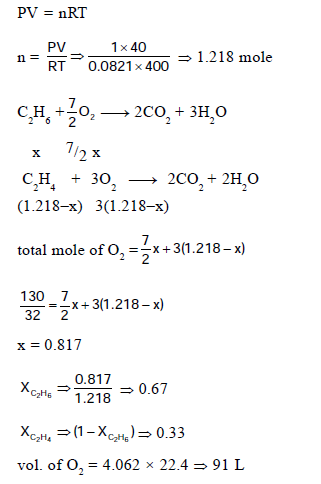 PV = nRT
n = PV/RT ⇒ 1×40/0.0821×400 ⇒ 1.218 mole
C₂H₆ + 7/2 O₂ ⟶ 2CO₂ + 3H₂O
x 7/2 x
C₂H₄ + 3O₂ ⟶ 2CO₂ + 2H₂O
(1.218–x) 3(1.218–x)
total mole of O₂ = 7/2 x + 3(1.218 – x)
130/32 = 7/2 x + 3(1.218 – x)
x = 0.817
X_C₂H₆ ⇒ 0.817/1.218 ⇒ 0.67
X_C₂H₄ ⇒ (1 – X_C₂H₆) ⇒ 0.33
vol. of O₂ = 4.062 × 22.4 ⇒ 91 L